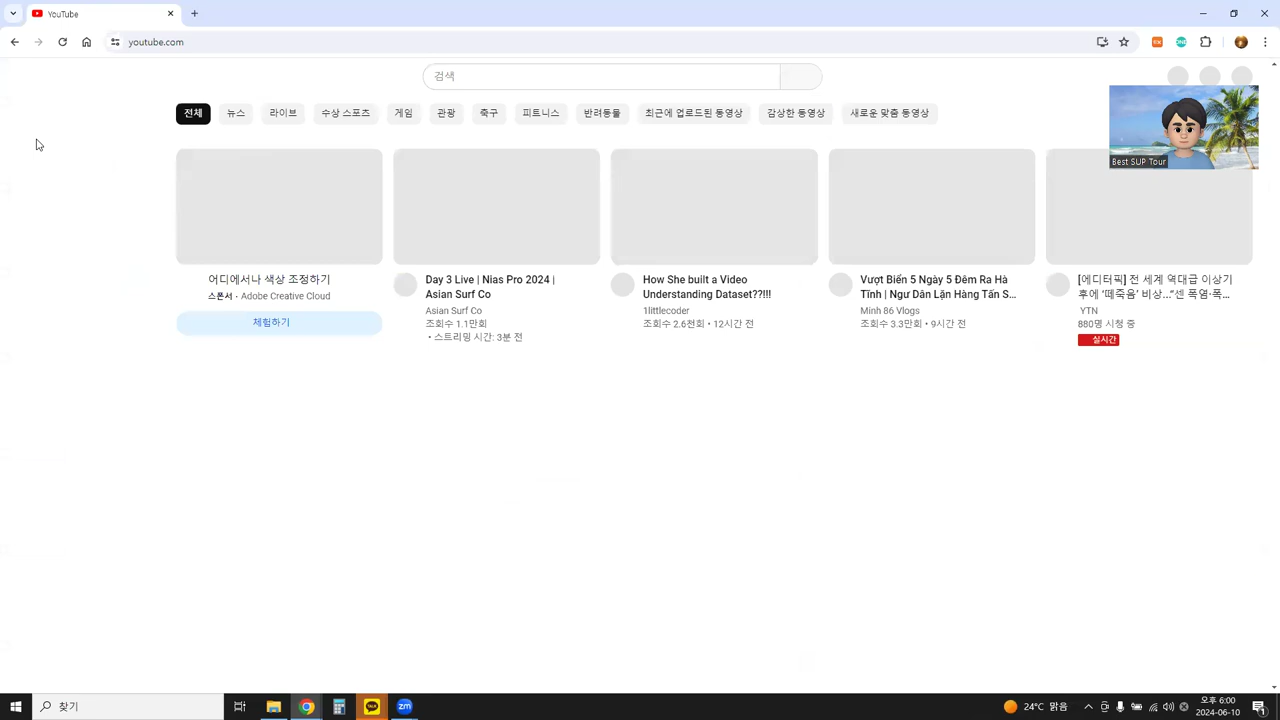 YouTube
youtube.com
검색
전체 뉴스 라이브 수상 스포츠 게임 관광 축구 피트니스 반려동물 최근에 업로드된 동영상 감상한 동영상 새로운 맞춤 동영상
Best SUP Tour
어디에서나 색상 조정하기
스폰서 · Adobe Creative Cloud
체험하기
Day 3 Live | Nias Pro 2024 |
Asian Surf Co
Asian Surf Co
조회수 1.1만회
• 스트리밍 시간: 3분 전
How She built a Video
Understanding Dataset??!!!
1littlecoder
조회수 2.6천회 • 12시간 전
Vượt Biển 5 Ngày 5 Đêm Ra Hà
Tĩnh | Ngư Dân Lặn Hàng Tấn S...
Minh 86 Vlogs
조회수 3.3만회 • 9시간 전
[에디터픽] 전 세계 역대급 이상기
후에 '떼죽음' 비상..."센 폭염·폭...
YTN
880명 시청 중
실시간
찾기
TALK
zm
24°C 맑음
오후 6:00
2024-06-10
1